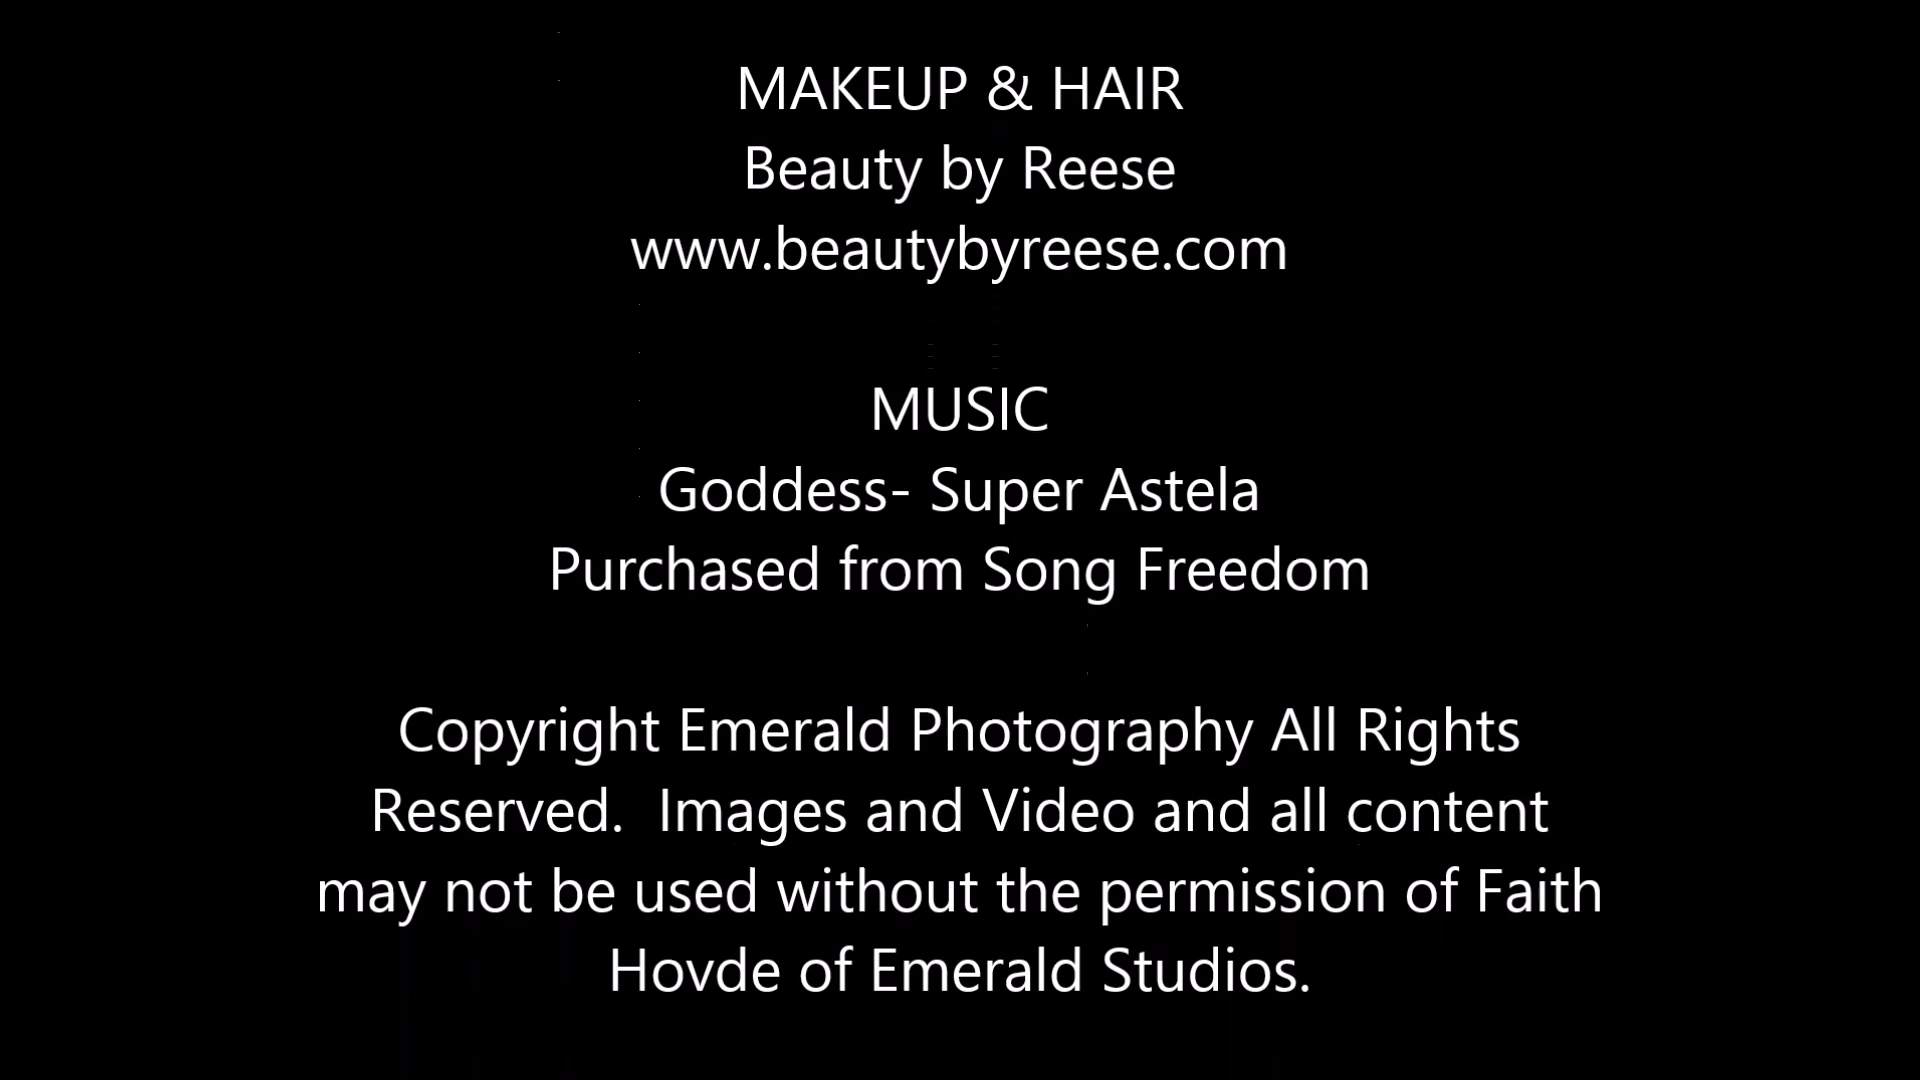 MAKEUP & HAIR
Beauty by Reese
www.beautybyreese.com
MUSIC
Goddess- Super Astela
Purchased from Song Freedom
Copyright Emerald Photography All Rights
Reserved.  Images and Video and all content
may not be used without the permission of Faith
Hovde of Emerald Studios.